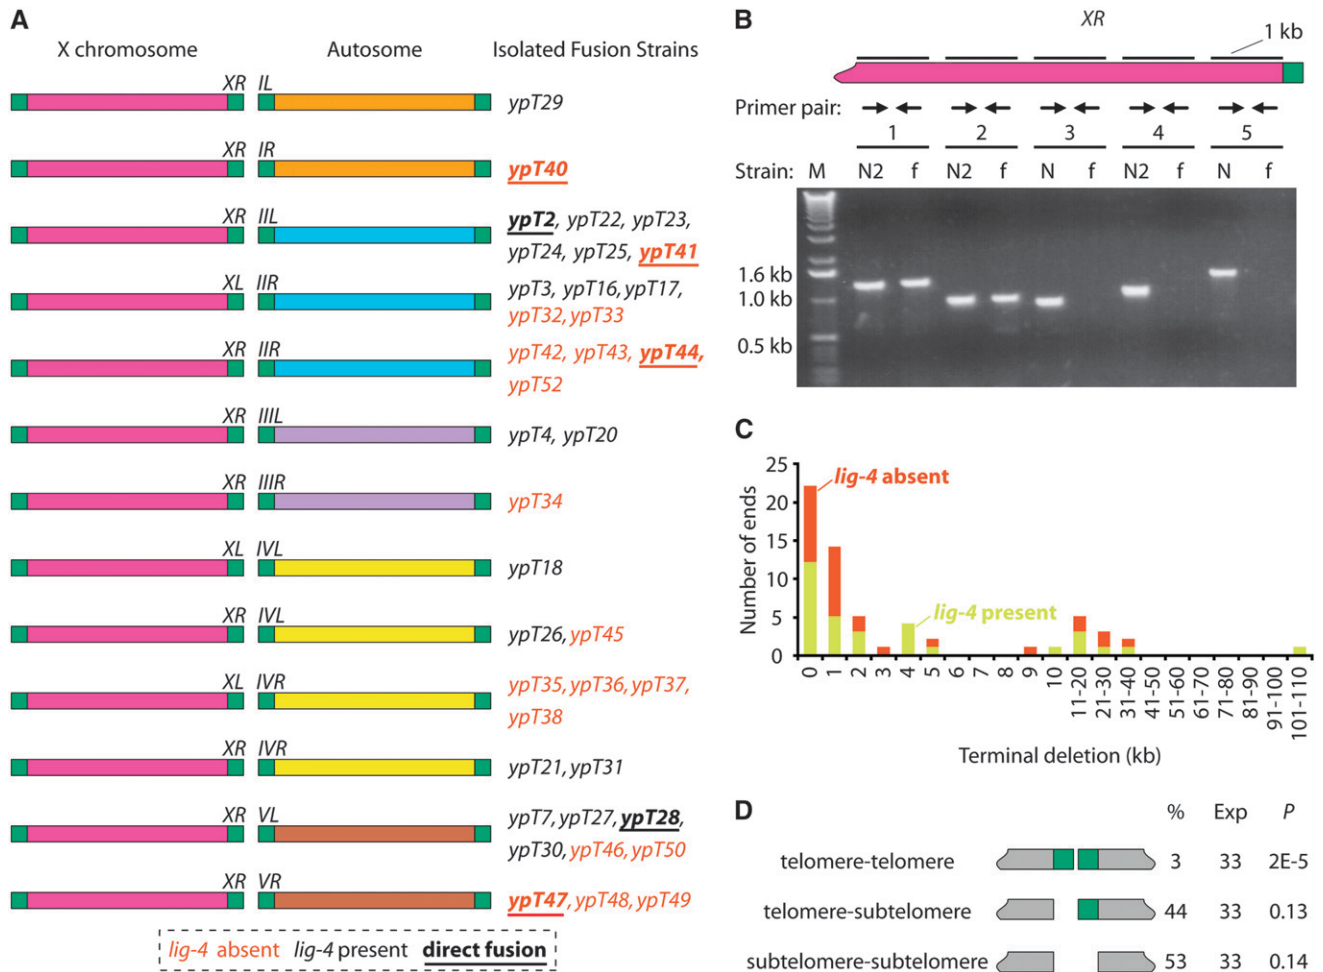 A
X chromosome Autosome Isolated Fusion Strains
XR IL
ypT29
XR IR
ypT40
XR IIL
ypT2, ypT22, ypT23,
ypT24, ypT25, ypT41
XL IIR
ypT3, ypT16, ypT17,
ypT32, ypT33
XR IIR
ypT42, ypT43, ypT44,
ypT52
XR IIIL
ypT4, ypT20
XR IIIR
ypT34
XL IVL
ypT18
XR IVL
ypT26, ypT45
XL IVR
ypT35, ypT36, ypT37,
ypT38
XR IVR
ypT21, ypT31
XR VL
ypT7, ypT27, ypT28,
ypT30, ypT46, ypT50
XR VR
ypT47, ypT48, ypT49
lig-4 absent lig-4 present direct fusion
B
XR
1 kb
Primer pair:
1 2 3 4 5
Strain: M N2 f N2 f N f N2 f N f
1.6 kb
1.0 kb
0.5 kb
C
Number of ends
25
20
15
10
5
0
lig-4 absent
lig-4 present
0 1 2 3 4 5 6 7 8 9 10 11-20 21-30 31-40 41-50 51-60 61-70 71-80 81-90 91-100 101-110
Terminal deletion (kb)
D
% Exp P
telomere-telomere 3 33 2E-5
telomere-subtelomere 44 33 0.13
subtelomere-subtelomere 53 33 0.14